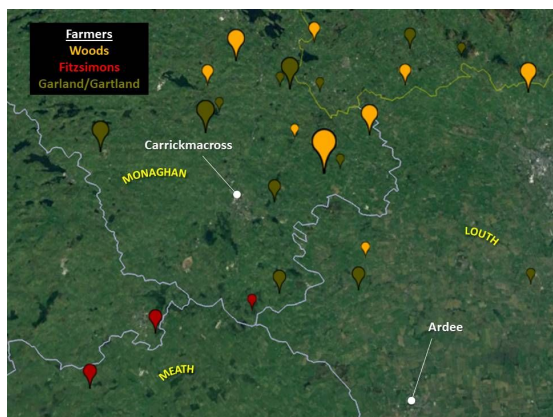 Farmers
Woods
Fitzsimons
Garland/Gartland
Carrickmacross
MONAGHAN
LOUTH
Ardee
MEATH